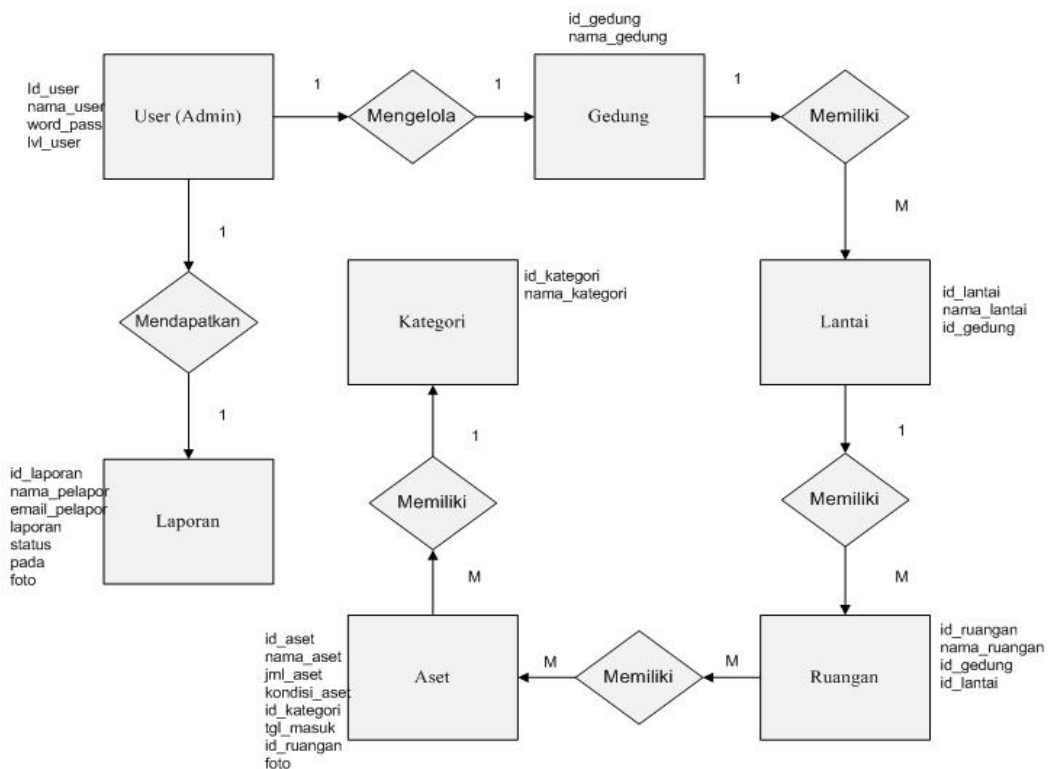 id_gedung
nama_gedung
Id_user
nama_user
word_pass
lvl_user
User (Admin)
1
Mengelola
1
Gedung
1
Memiliki
1
M
Mendapatkan
id_kategori
nama_kategori
Kategori
id_lantai
nama_lantai
id_gedung
Lantai
1
1
1
id_laporan
nama_pelapor
email_pelapor
laporan
status
pada
foto
Laporan
Memiliki
Memiliki
M
M
id_aset
nama_aset
jml_aset
kondisi_aset
id_kategori
tgl_masuk
id_ruangan
foto
Aset
M
Memiliki
M
Ruangan
id_ruangan
nama_ruangan
id_gedung
id_lantai